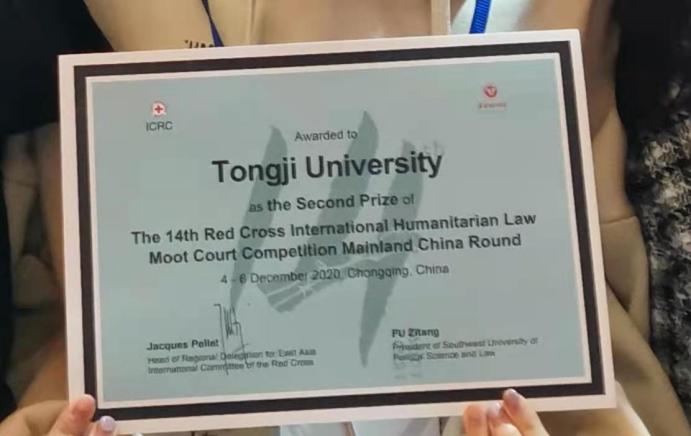 ICRC
Awarded to
Tongji University
as the Second Prize of
The 14th Red Cross International Humanitarian Law
Moot Court Competition Mainland China Round
4 - 6 December 2020, Chongqing, China
Jacques Pellet
Head of Regional Delegation for East Asia
International Committee of the Red Cross
FU Zitang
President of Southwest University of
Political Science and Law